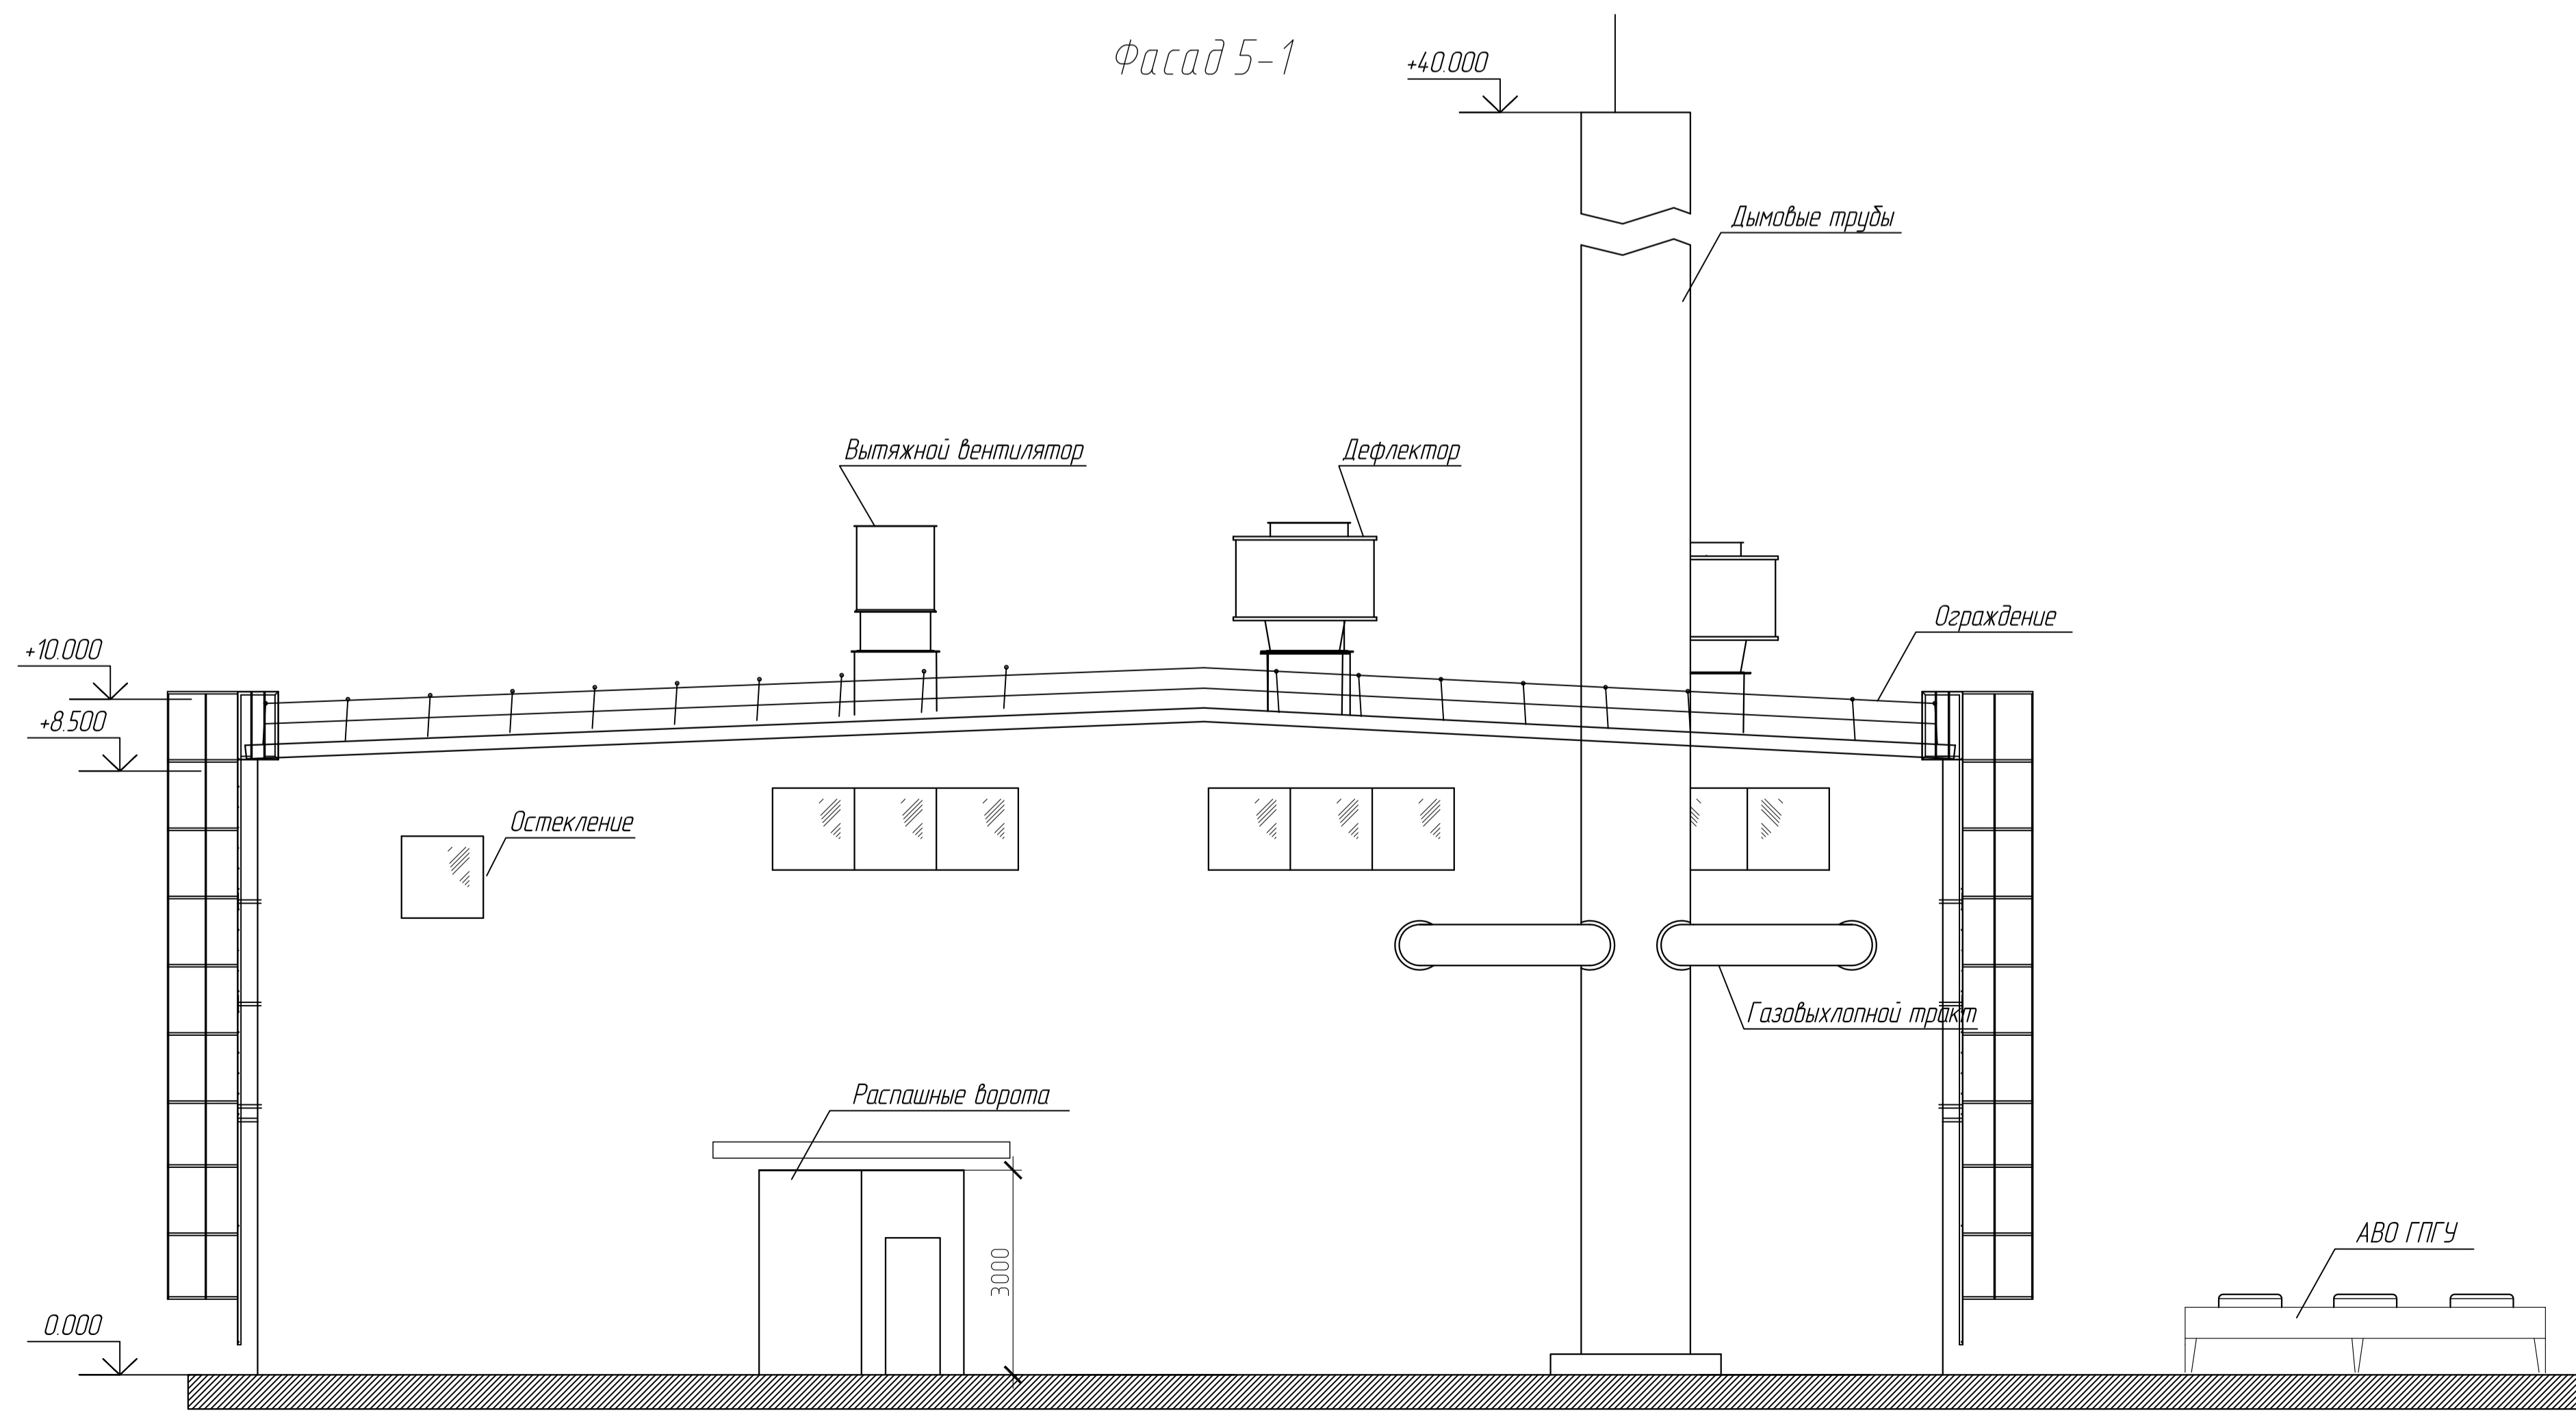 Фасад 5-1
+40.000
Дымовые трубы
Вытяжной вентилятор
Дефлектор
Ограждение
+10.000
+8.500
Остекление
Газовыхлопной тракт
Распашные ворота
3000
АВО ГПГУ
0.000